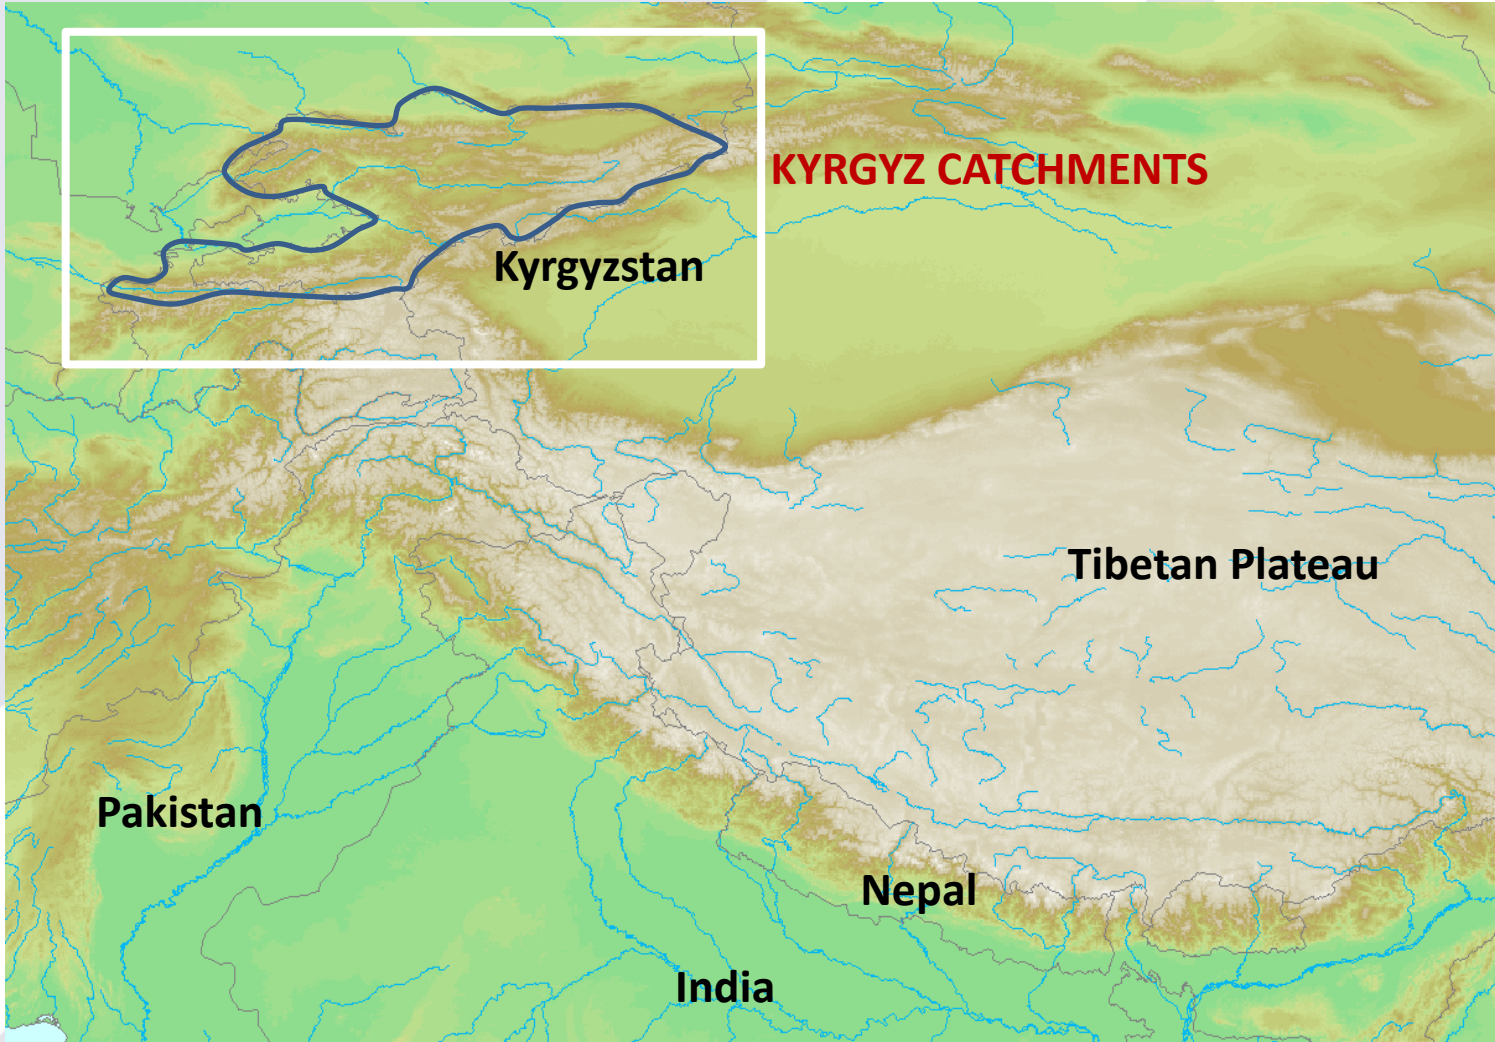 KYRGYZ CATCHMENTS
Kyrgyzstan
Tibetan Plateau
Pakistan
Nepal
India